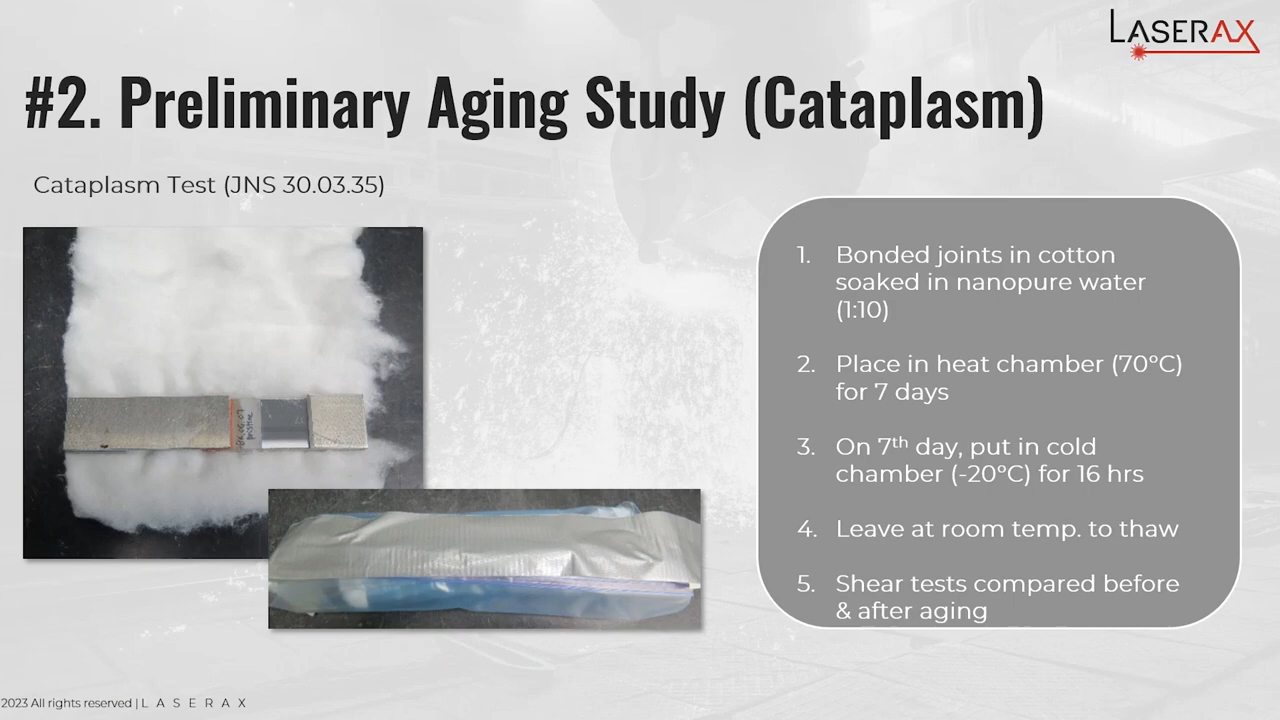 LASERAX
#2. Preliminary Aging Study (Cataplasm)
Cataplasm Test (JNS 30.03.35)
1. Bonded joints in cotton
soaked in nanopure water
(1:10)
2. Place in heat chamber (70°C)
for 7 days
3. On 7th day, put in cold
chamber (-20°C) for 16 hrs
4. Leave at room temp. to thaw
5. Shear tests compared before
& after aging
2023 All rights reserved | L A S E R A X